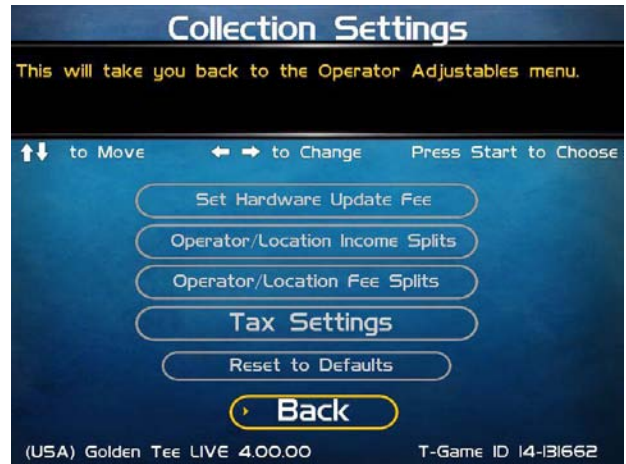 Collection Settings
This will take you back to the Operator Adjustables menu.
to Move to Change Press Start to Choose
Set Hardware Update Fee
Operator/Location Income Splits
Operator/Location Fee Splits
Tax Settings
Reset to Defaults
Back
(USA) Golden Tee LIVE 4.00.00 T-Game ID 14-131662